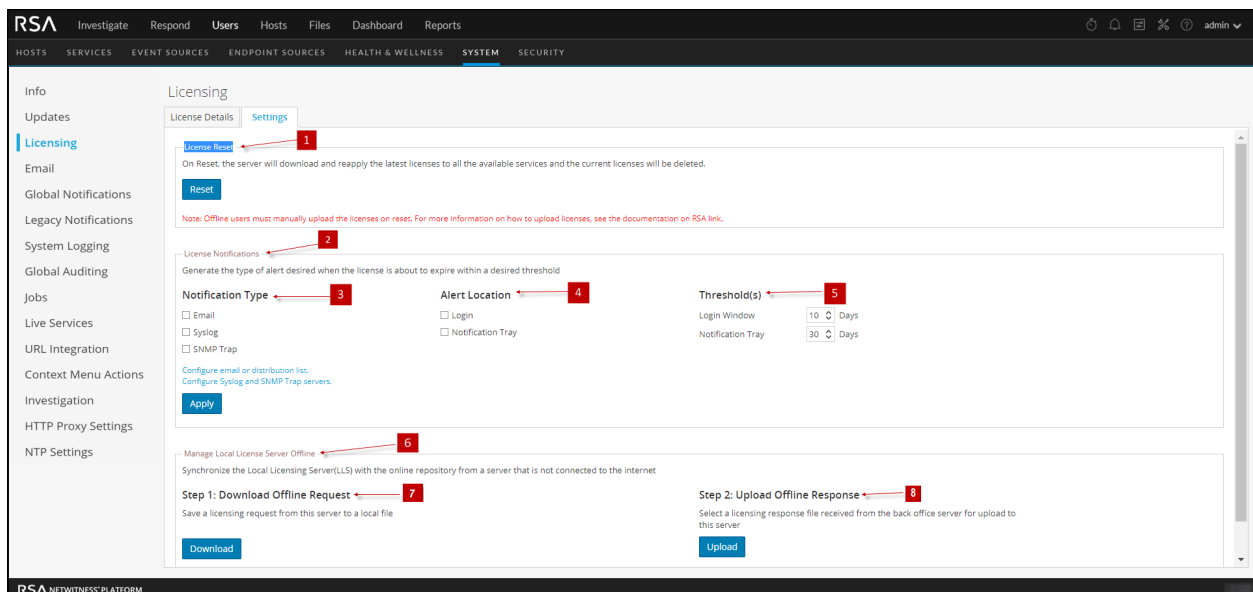 RSA Investigate Respond Users Hosts Files Dashboard Reports admin
HOSTS SERVICES EVENT SOURCES ENDPOINT SOURCES HEALTH & WELLNESS SYSTEM SECURITY
Info
Updates
Licensing
Email
Global Notifications
Legacy Notifications
System Logging
Global Auditing
Jobs
Live Services
URL Integration
Context Menu Actions
Investigation
HTTP Proxy Settings
NTP Settings
Licensing
License Details Settings
License Reset 1
On Reset, the server will download and reapply the latest licenses to all the available services and the current licenses will be deleted.
Reset
Note: Offline users must manually upload the licenses on reset. For more information on how to upload licenses, see the documentation on RSA link.
License Notifications 2
Generate the type of alert desired when the license is about to expire within a desired threshold
Notification Type 3 Alert Location 4 Threshold(s) 5
Email Login Login Window 10 Days
Syslog Notification Tray Notification Tray 30 Days
SNMP Trap
Configure email or distribution list.
Configure Syslog and SNMP Trap servers.
Apply
Manage Local License Server Offline 6
Synchronize the Local Licensing Server(LLS) with the online repository from a server that is not connected to the internet
Step 1: Download Offline Request 7 Step 2: Upload Offline Response 8
Save a licensing request from this server to a local file
Select a licensing response file received from the back office server for upload to
this server
Download Upload
RSA NETWITNESS® PLATFORM